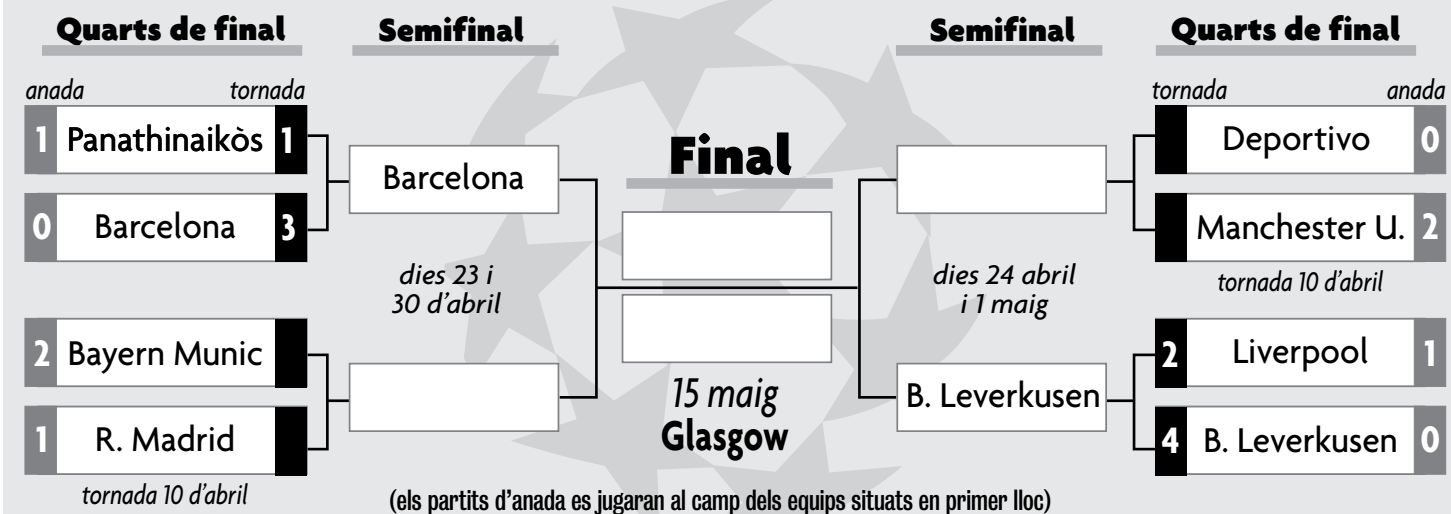 Quarts de final
Semifinal
Semifinal
Quarts de final
anada tornada
tornada anada
1 Panathinaikòs 1
0 Barcelona 3
Barcelona
dies 23 i
30 d'abril
2 Bayern Munic
1 R. Madrid
tornada 10 d'abril
Final
15 maig
Glasgow
Deportivo 0
Manchester U. 2
tornada 10 d'abril
dies 24 abril
i 1 maig
B. Leverkusen
2 Liverpool 1
4 B. Leverkusen 0
(els partits d'anada es jugaran al camp dels equips situats en primer lloc)